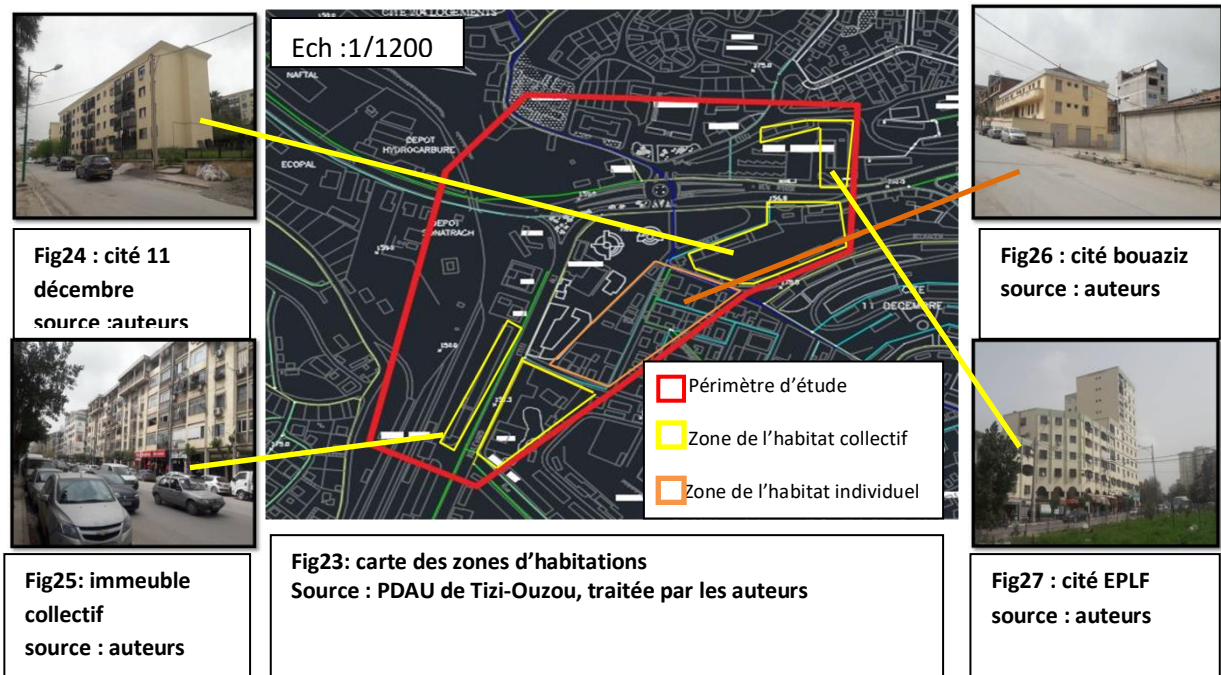 Ech :1/1200
CITE 204 LOGEMENTS
NAFTAL
DEPOT
HYDROCARBURE
ECOPAL
DEPOT
SONATRACH
CITE
11 DECEMBRE
Périmètre d'étude
Zone de l'habitat collectif
Zone de l'habitat individuel
Fig24 : cité 11
décembre
source :auteurs
Fig25: immeuble
collectif
source : auteurs
Fig23: carte des zones d'habitations
Source : PDAU de Tizi-Ouzou, traitée par les auteurs
Fig26 : cité bouaziz
source : auteurs
Fig27 : cité EPLF
source : auteurs